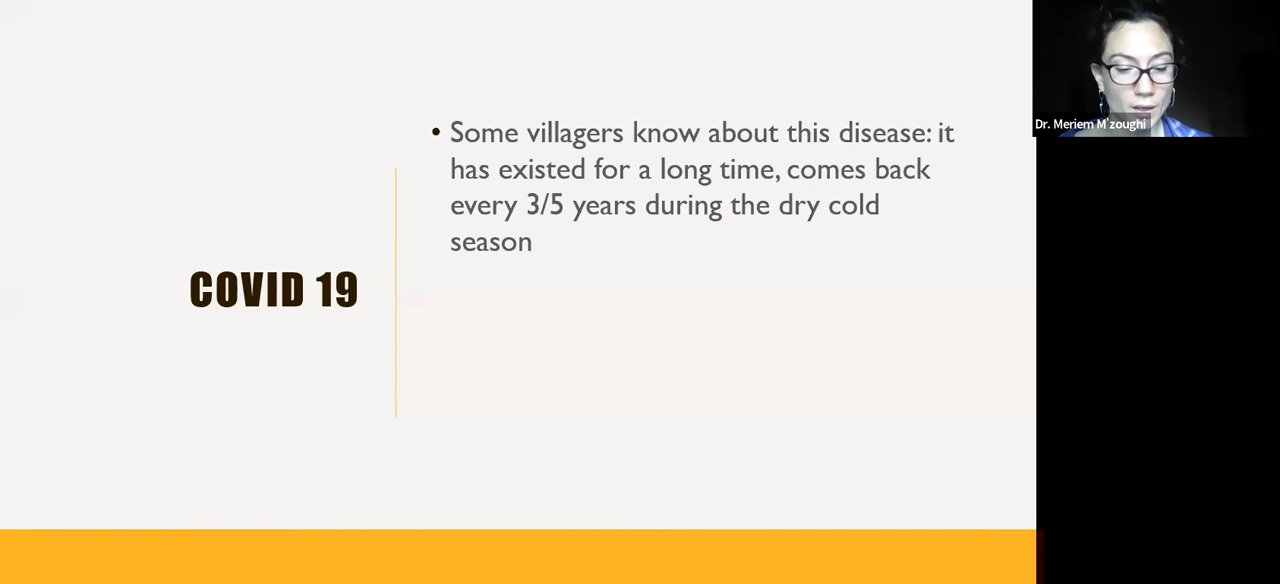 • Some villagers know about this disease: it
has existed for a long time, comes back
every 3/5 years during the dry cold
season
COVID 19
Dr. Meriem M'zoughi